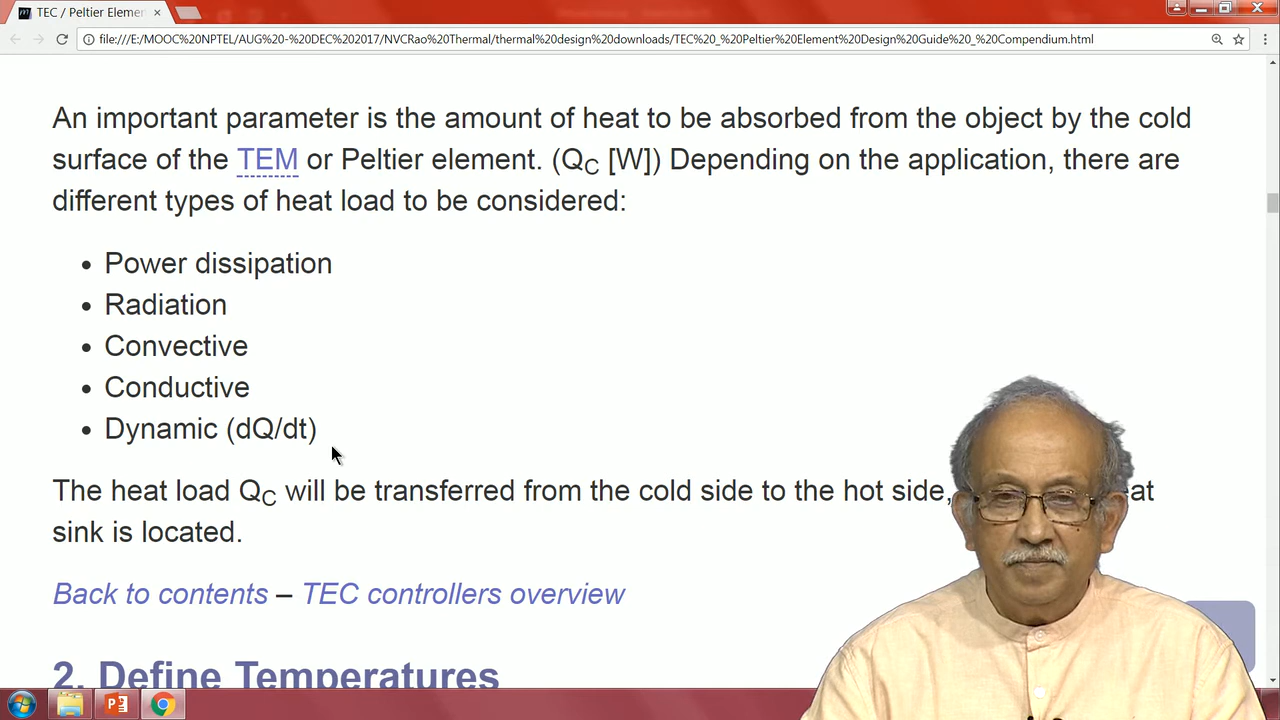 TEC / Peltier Elemen
file:///E:/MOOC%20NPTEL/AUG%20-%20DEC%202017/NVCRao%20Thermal/thermal%20design%20downloads/TEC%20_%20Peltier%20Element%20Design%20Guide%20_%20Compendium.html
An important parameter is the amount of heat to be absorbed from the object by the cold
surface of the TEM or Peltier element. (QC [W]) Depending on the application, there are
different types of heat load to be considered:
• Power dissipation
• Radiation
• Convective
• Conductive
• Dynamic (dQ/dt)
The heat load QC will be transferred from the cold side to the hot side, at
sink is located.
Back to contents – TEC controllers overview
2. Define Temperatures